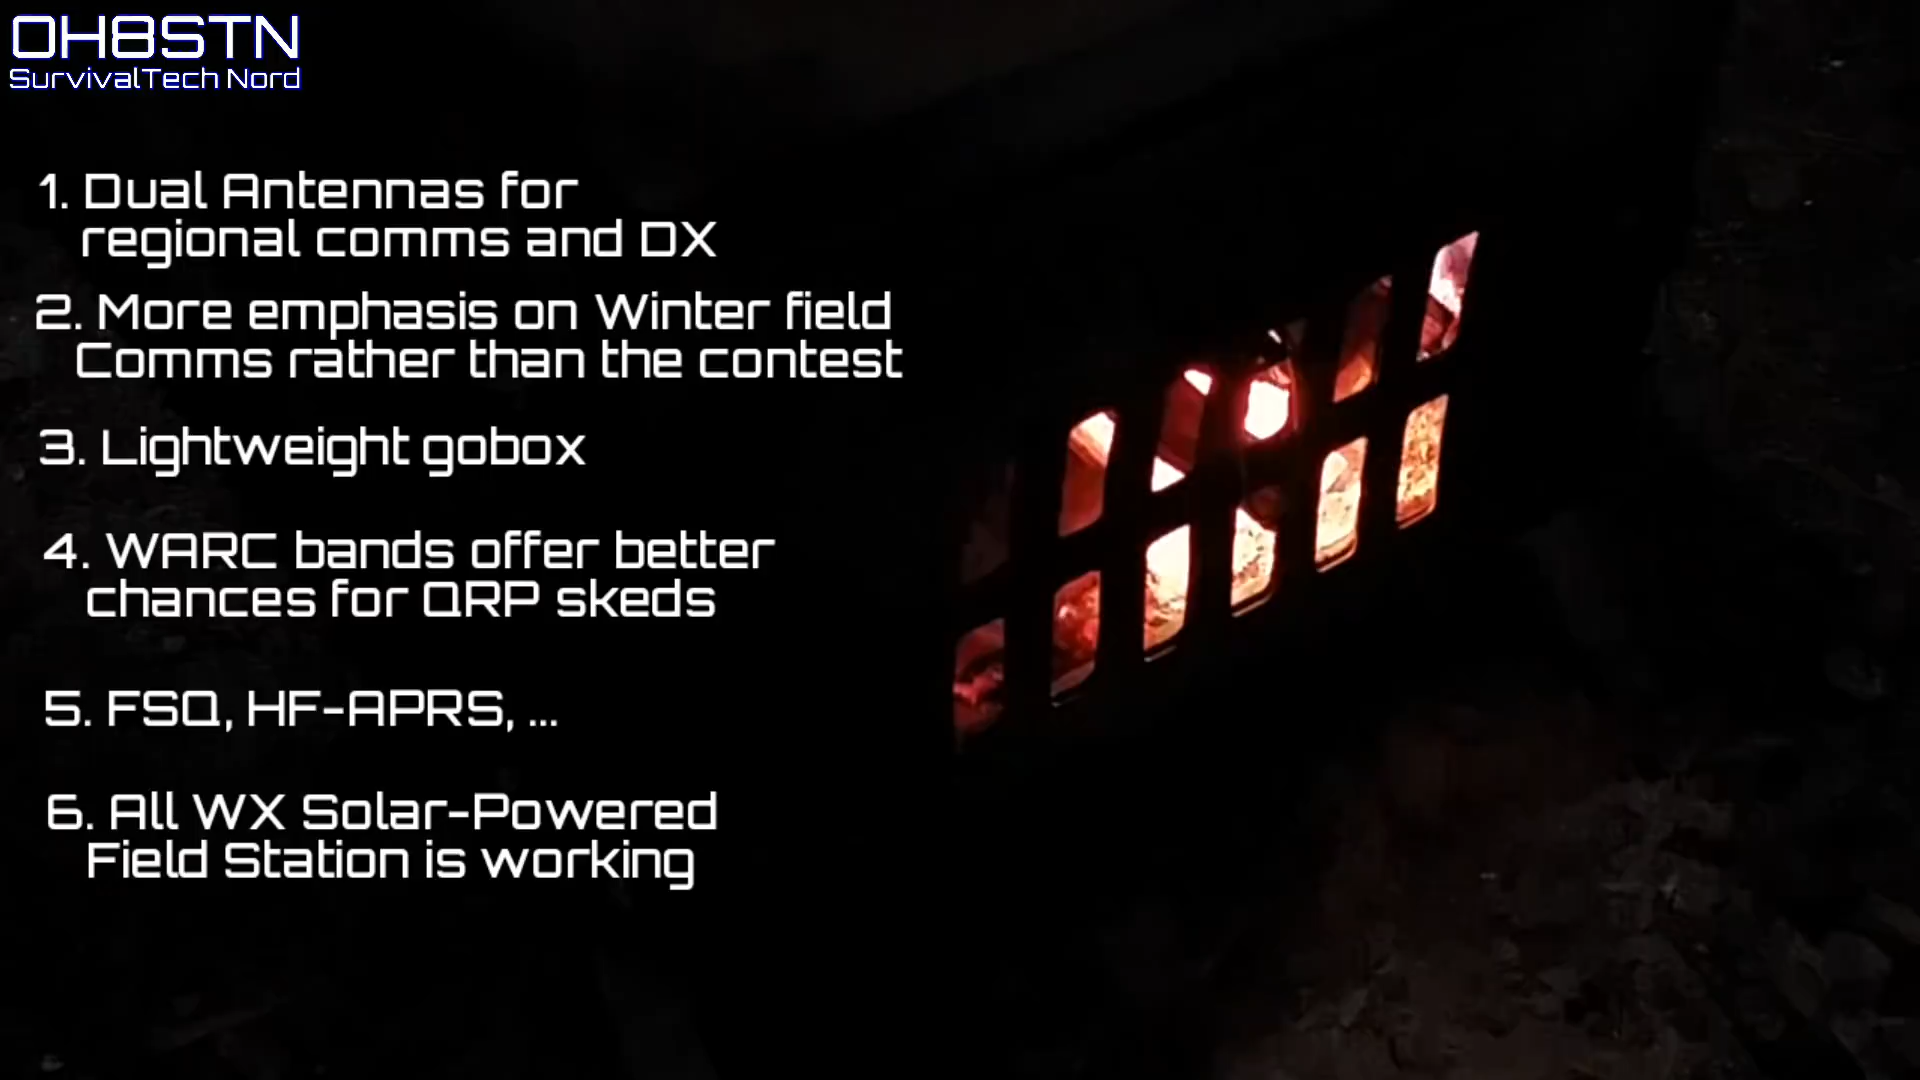 OH8STN
SurvivalTech Nord
1. Dual Antennas for
regional comms and DX
2. More emphasis on Winter field
Comms rather than the contest
3. Lightweight gobox
4. WARC bands offer better
chances for QRP skeds
5. FSQ, HF-APRS, ...
6. All WX Solar-Powered
Field Station is working